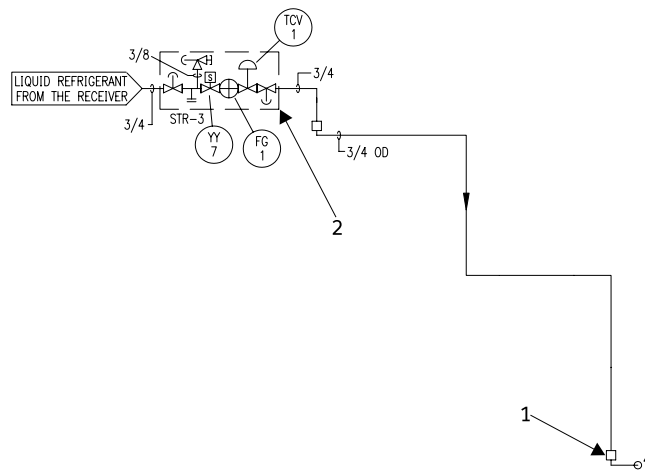 TCV
1
3/8
S
LIQUID REFRIGERANT
FROM THE RECEIVER
3/4
3/4
STR-3
YY
7
FG
1
3/4 OD
2
1